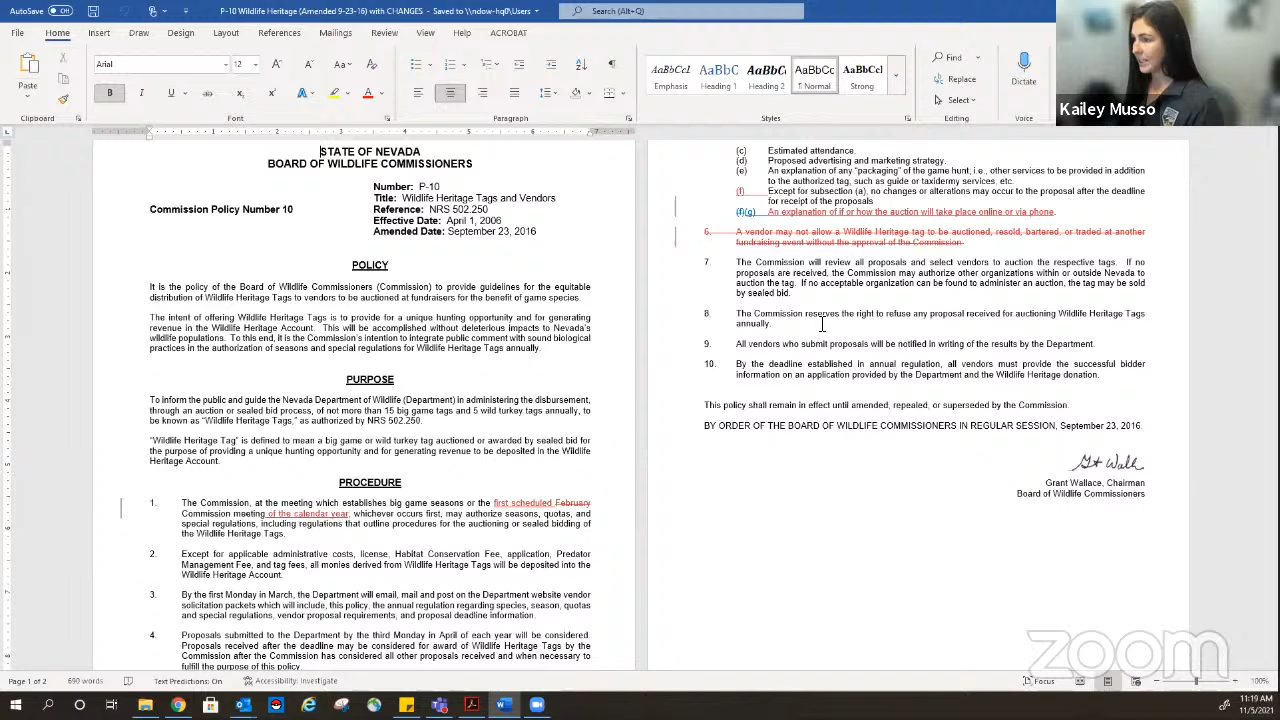 AutoSave Off P-10 Wildlife Heritage (Amended 9-23-16) with CHANGES - Saved to \\ndow-hq0\Users Search (Alt+Q)
File Home Insert Draw Design Layout References Mailings Review View Help ACROBAT
Paste
Arial 12
Aa
AaBbCcI AaBbC AaBbCc AaBbCc AaBbCcI
Emphasis Heading 1 Heading 2 ¶ Normal Strong
Find
Replace
Select
Dictate
Clipboard Font Paragraph Styles Editing Voice
Kailey Musso
STATE OF NEVADA
BOARD OF WILDLIFE COMMISSIONERS
Number: P-10
Title: Wildlife Heritage Tags and Vendors
Commission Policy Number 10 Reference: NRS 502.250
Effective Date: April 1, 2006
Amended Date: September 23, 2016
POLICY
It is the policy of the Board of Wildlife Commissioners (Commission) to provide guidelines for the equitable
distribution of Wildlife Heritage Tags to vendors to be auctioned at fundraisers for the benefit of game species.
The intent of offering Wildlife Heritage Tags is to provide for a unique hunting opportunity and for generating
revenue in the Wildlife Heritage Account. This will be accomplished without deleterious impacts to Nevada's
wildlife populations. To this end, it is the Commission's intention to integrate public comment with sound biological
practices in the authorization of seasons and special regulations for Wildlife Heritage Tags annually.
PURPOSE
To inform the public and guide the Nevada Department of Wildlife (Department) in administering the disbursement,
through an auction or sealed bid process, of not more than 15 big game tags and 5 wild turkey tags annually, to
be known as "Wildlife Heritage Tags," as authorized by NRS 502.250.
"Wildlife Heritage Tag" is defined to mean a big game or wild turkey tag auctioned or awarded by sealed bid for
the purpose of providing a unique hunting opportunity and for generating revenue to be deposited in the Wildlife
Heritage Account.
PROCEDURE
1. The Commission, at the meeting which establishes big game seasons or the first scheduled February
Commission meeting of the calendar year, whichever occurs first, may authorize seasons, quotas, and
special regulations, including regulations that outline procedures for the auctioning or sealed bidding of
the Wildlife Heritage Tags.
2. Except for applicable administrative costs, license, Habitat Conservation Fee, application, Predator
Management Fee, and tag fees, all monies derived from Wildlife Heritage Tags will be deposited into the
Wildlife Heritage Account.
3. By the first Monday in March, the Department will email, mail and post on the Department website vendor
solicitation packets which will include, this policy, the annual regulation regarding species, season, quotas
and special regulations, vendor proposal requirements, and proposal deadline information.
4. Proposals submitted to the Department by the third Monday in April of each year will be considered.
Proposals received after the deadline may be considered for award of Wildlife Heritage Tags by the
Commission after the Commission has considered all other proposals received and when necessary to
fulfill the purpose of this policy.
(c) Estimated attendance.
(d) Proposed advertising and marketing strategy.
(e) An explanation of any "packaging" of the game hunt; i.e., other services to be provided in addition
to the authorized tag, such as guide or taxidermy services, etc.
(f) Except for subsection (a), no changes or alterations may occur to the proposal after the deadline
for receipt of the proposals
(f)(g) An explanation of if or how the auction will take place online or via phone.
6. A vendor may not allow a Wildlife Heritage tag to be auctioned, resold, bartered, or traded at another
fundraising event without the approval of the Commission.
7. The Commission will review all proposals and select vendors to auction the respective tags. If no
proposals are received, the Commission may authorize other organizations within or outside Nevada to
auction the tag. If no acceptable organization can be found to administer an auction, the tag may be sold
by sealed bid.
8. The Commission reserves the right to refuse any proposal received for auctioning Wildlife Heritage Tags
annually.
9. All vendors who submit proposals will be notified in writing of the results by the Department.
10. By the deadline established in annual regulation, all vendors must provide the successful bidder
information on an application provided by the Department and the Wildlife Heritage donation.
This policy shall remain in effect until amended, repealed, or superseded by the Commission.
BY ORDER OF THE BOARD OF WILDLIFE COMMISSIONERS IN REGULAR SESSION, September 23, 2016.
Grant Wallace, Chairman
Board of Wildlife Commissioners
zoom
Page 1 of 2 690 words Text Predictions: On Accessibility: Investigate Focus 100%
11:19 AM
11/5/2021